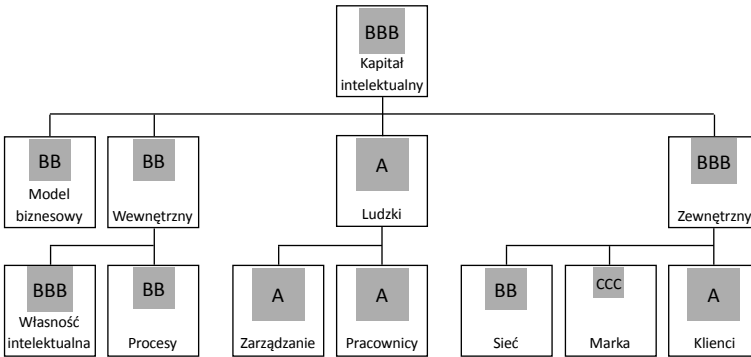 BBB
Kapitał
intelektualny
BB
Model
biznesowy
BB
Wewnętrzny
A
Ludzki
BBB
Zewnętrzny
BBB
Własność
intelektualna
BB
Procesy
A
Zarządzanie
A
Pracownicy
BB
Sieć
CCC
Marka
A
Klienci